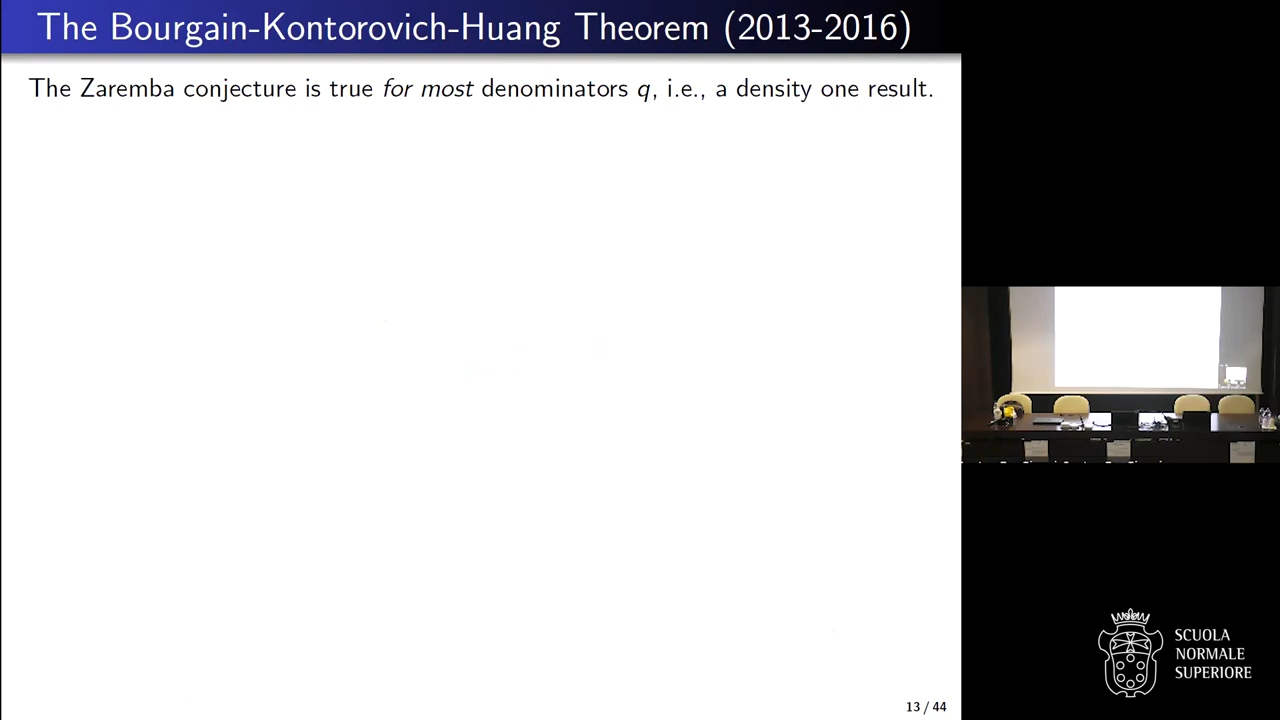 The Bourgain-Kontorovich-Huang Theorem (2013-2016)
The Zaremba conjecture is true for most denominators q, i.e., a density one result.
13 / 44
SCUOLA
NORMALE
SUPERIORE